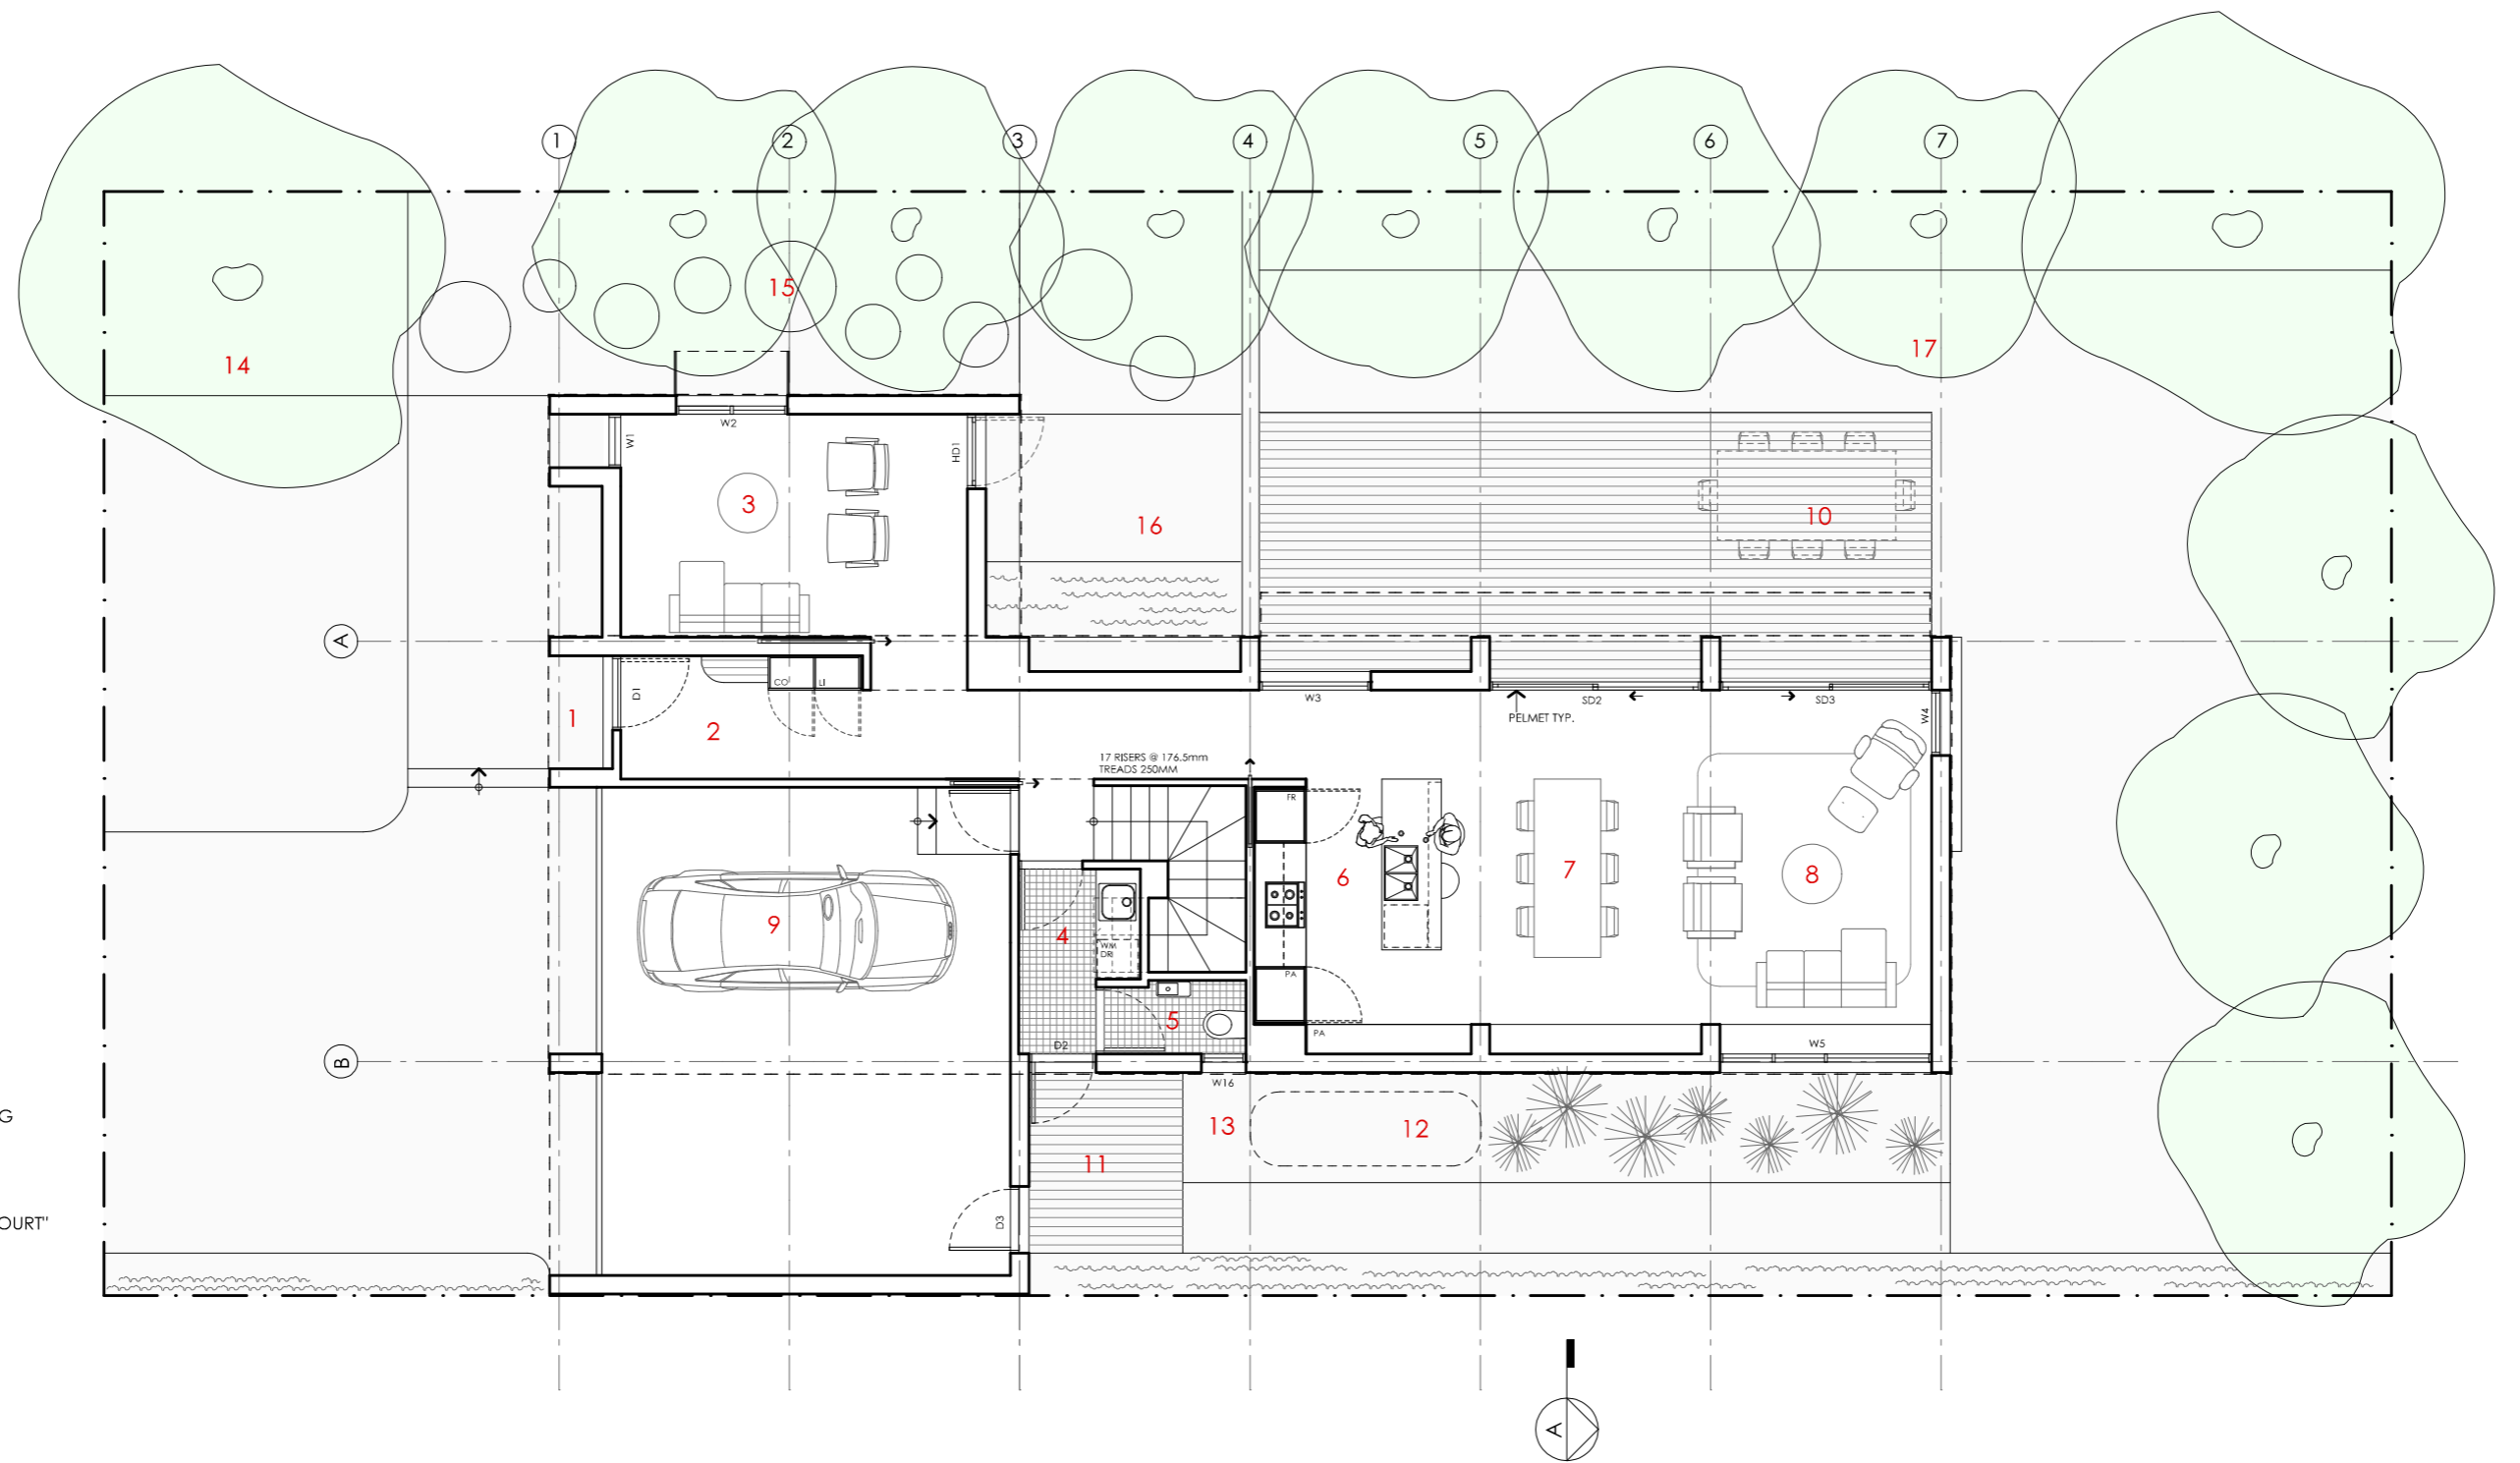 1 2 3 4 5 6 7
15
14
17
W1
W2
HD1
3
16
10
A
CO
LI
D1
1
2
W3
SD2
SD3
W4
PELMET TYP.
17 RISERS @ 176.5mm
TREADS 250MM
FR
6
7
8
9
4
WM
DRI
PA
5
PA
D2
B
W5
W16
G
13
12
11
D3
OURT"
A